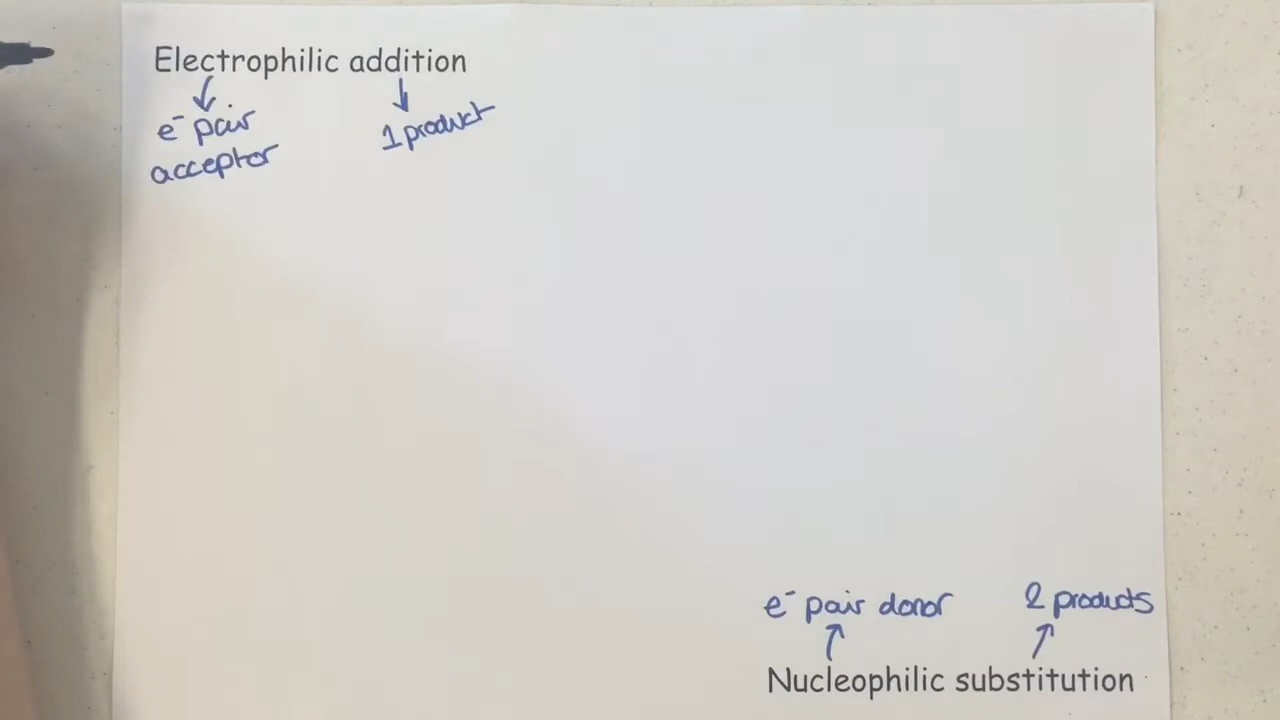 Electrophilic addition
e⁻ pair
acceptor
1 product
e⁻ pair donor
2 products
Nucleophilic substitution